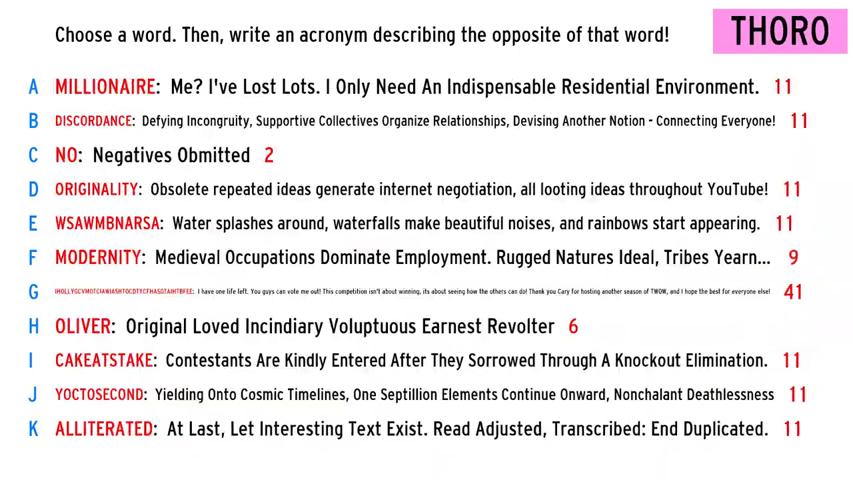 Choose a word. Then, write an acronym describing the opposite of that word!
THORO
A MILLIONAIRE: Me? I've Lost Lots. I Only Need An Indispensable Residential Environment. 11
B DISCORDANCE: Defying Incongruity, Supportive Collectives Organize Relationships, Devising Another Notion - Connecting Everyone! 11
C NO: Negatives Obmitted 2
D ORIGINALITY: Obsolete repeated ideas generate internet negotiation, all looting ideas throughout YouTube! 11
E WSAWMBNARSA: Water splashes around, waterfalls make beautiful noises, and rainbows start appearing. 11
F MODERNITY: Medieval Occupations Dominate Employment. Rugged Natures Ideal, Tribes Yearn... 9
G I have one life left. You guys can vote me out! This competition isn't about winning, its about seeing how the others can do! Thank you Cary for hosting another season of TWOW, and I hope the best for everyone else! 41
H OLIVER: Original Loved Incindiary Voluptuous Earnest Revolter 6
I CAKEATSTAKE: Contestants Are Kindly Entered After They Sorrowed Through A Knockout Elimination. 11
J YOCTOSECOND: Yielding Onto Cosmic Timelines, One Septillion Elements Continue Onward, Nonchalant Deathlessness 11
K ALLITERATED: At Last, Let Interesting Text Exist. Read Adjusted, Transcribed: End Duplicated. 11